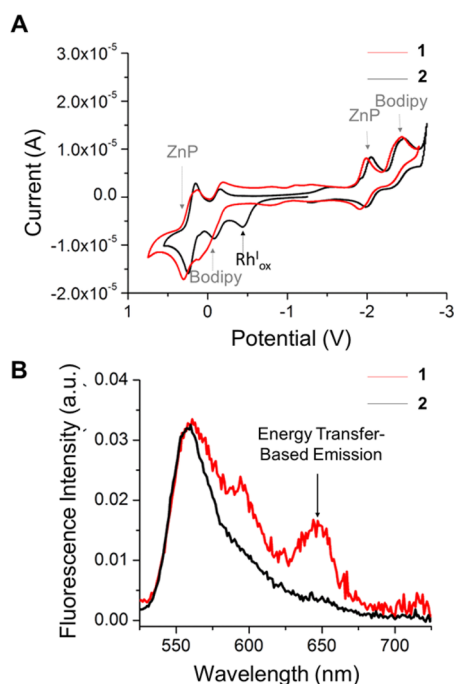 A
3.0x10⁻⁵
2.0x10⁻⁵
1.0x10⁻⁵
0.0
-1.0x10⁻⁵
-2.0x10⁻⁵
Current (A)
1
2
ZnP
ZnP
Bodipy
Bodipy
Rhᴵₒₓ
1 0 -1 -2 -3
Potential (V)
B
0.04
0.03
0.02
0.01
0.00
Fluorescence Intensity (a.u.)
1
2
Energy Transfer-
Based Emission
550 600 650 700
Wavelength (nm)